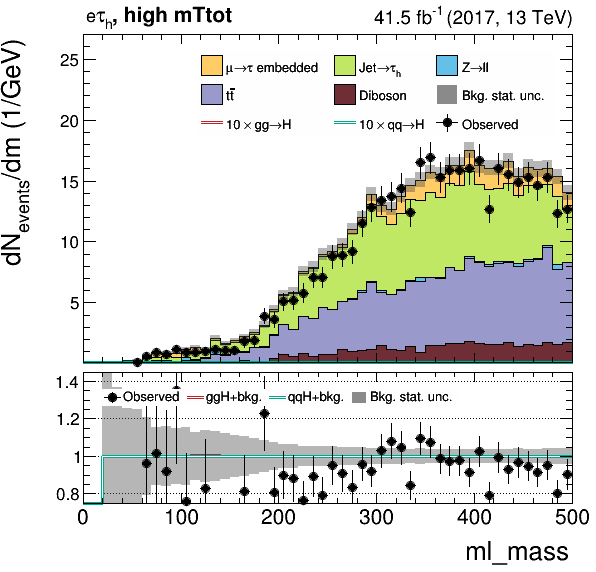 eτh, high mTtot 41.5 fb⁻¹ (2017, 13 TeV)
dNevents/dm (1/GeV)
μ→τ embedded Jet→τh Z→ll
tt̄ Diboson Bkg. stat. unc.
10 × gg→H 10 × qq→H Observed
25
20
15
10
5
Observed ggH+bkg. qqH+bkg. Bkg. stat. unc.
1.4
1.2
1
0.8
0 100 200 300 400 500
ml_mass